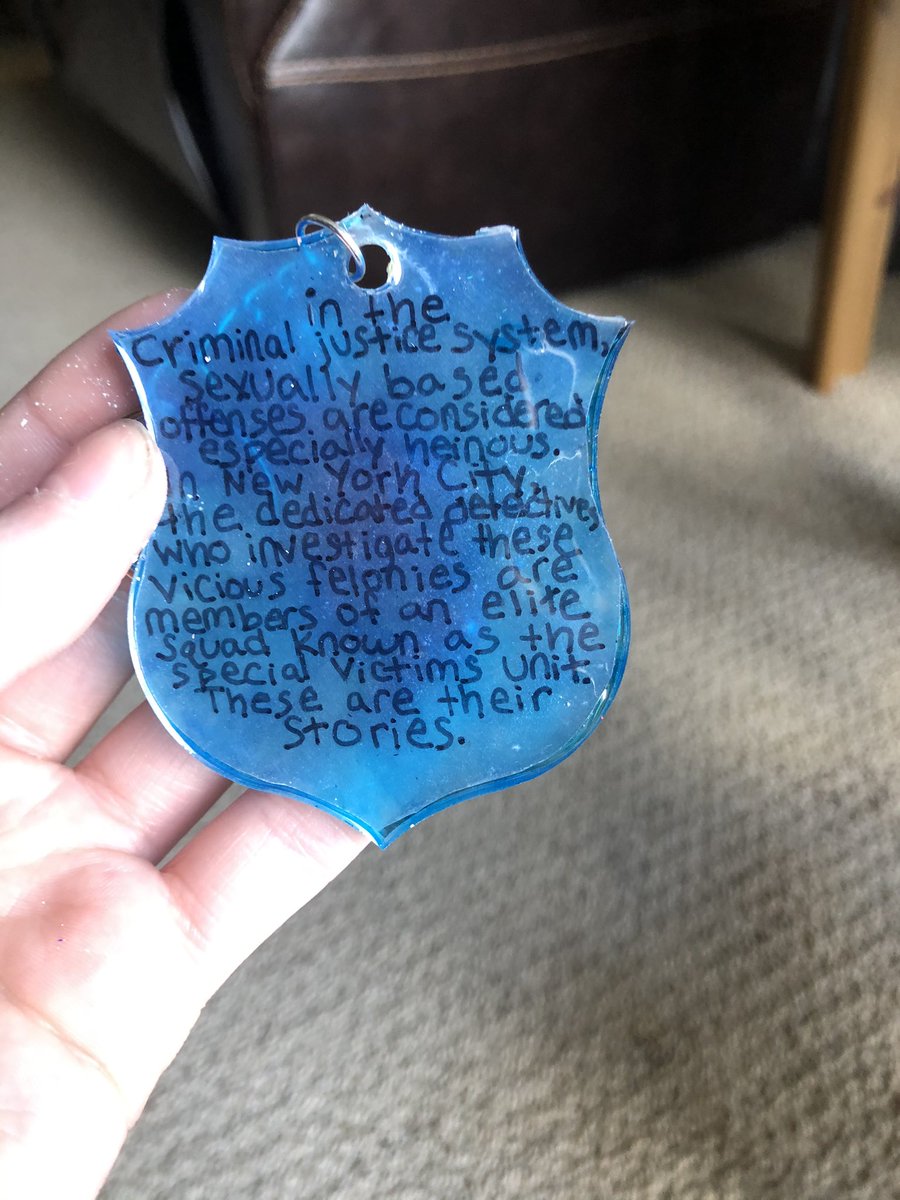 in the
Criminal justice system,
Sexually based
offenses are considered
especially heinous.
In New York City,
the dedicated detectives
who investigate these
vicious felonies are
members of an elite
squad known as the
special victims unit.
These are their
stories.